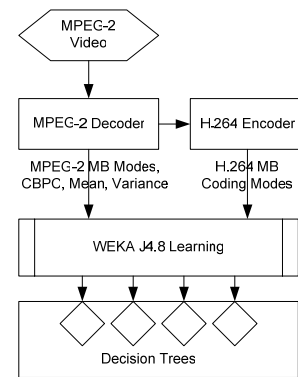 MPEG-2
Video
MPEG-2 Decoder
H.264 Encoder
MPEG-2 MB Modes,
CBPC, Mean, Variance
H.264 MB
Coding Modes
WEKA J4.8 Learning
Decision Trees